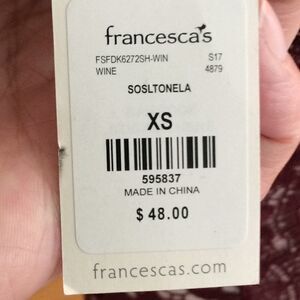 francesca's
FSFDK6272SH-WIN S17
WINE 4879
SOSLTONELA
XS
595837
MADE IN CHINA
$ 48.00
francescas.com